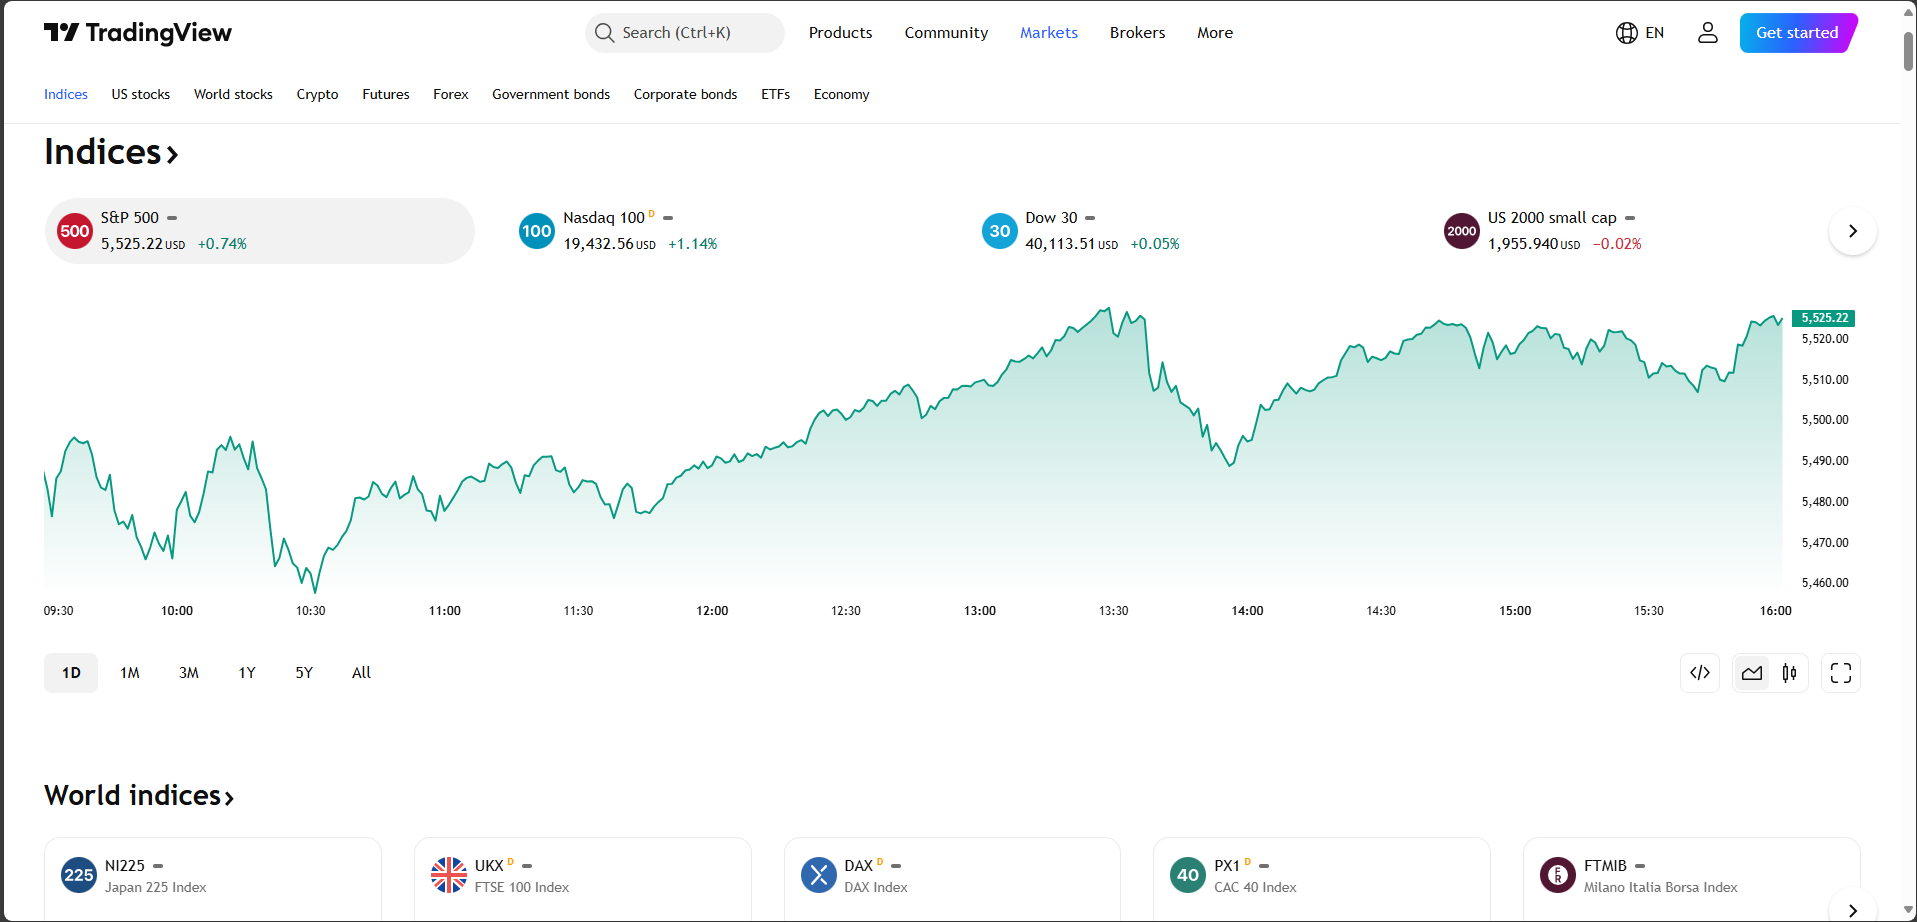 TradingView
Search (Ctrl+K)
Products
Community
Markets
Brokers
More
EN
Get started
Indices
US stocks
World stocks
Crypto
Futures
Forex
Government bonds
Corporate bonds
ETFs
Economy
Indices
500
S&P 500
5,525.22 USD +0.74%
100
Nasdaq 100 D
19,432.56 USD +1.14%
30
Dow 30
40,113.51 USD +0.05%
2000
US 2000 small cap
1,955.940 USD −0.02%
5,525.22
5,520.00
5,510.00
5,500.00
5,490.00
5,480.00
5,470.00
5,460.00
09:30
10:00
10:30
11:00
11:30
12:00
12:30
13:00
13:30
14:00
14:30
15:00
15:30
16:00
1D
1M
3M
1Y
5Y
All
World indices
225
NI225
Japan 225 Index
UKX D
FTSE 100 Index
DAX D
DAX Index
40
PX1 D
CAC 40 Index
FR
FTMIB
Milano Italia Borsa Index